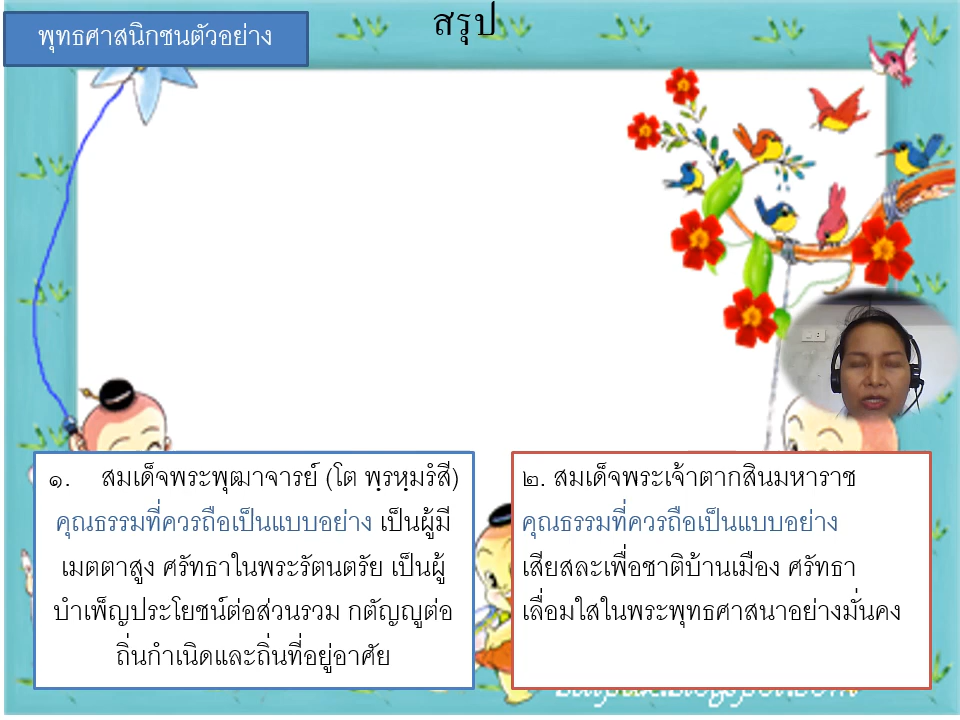 สรุป
พุทธศาสนิกชนตัวอย่าง
๑. สมเด็จพระพุฒาจารย์ (โต พฺรหฺมรํสี)
คุณธรรมที่ควรถือเป็นแบบอย่าง เป็นผู้มี
เมตตาสูง ศรัทธาในพระรัตนตรัย เป็นผู้
บำเพ็ญประโยชน์ต่อส่วนรวม กตัญญูต่อ
ถิ่นกำเนิดและถิ่นที่อยู่อาศัย
๒. สมเด็จพระเจ้าตากสินมหาราช
คุณธรรมที่ควรถือเป็นแบบอย่าง
เสียสละเพื่อชาติบ้านเมือง ศรัทธา
เลื่อมใสในพระพุทธศาสนาอย่างมั่นคง